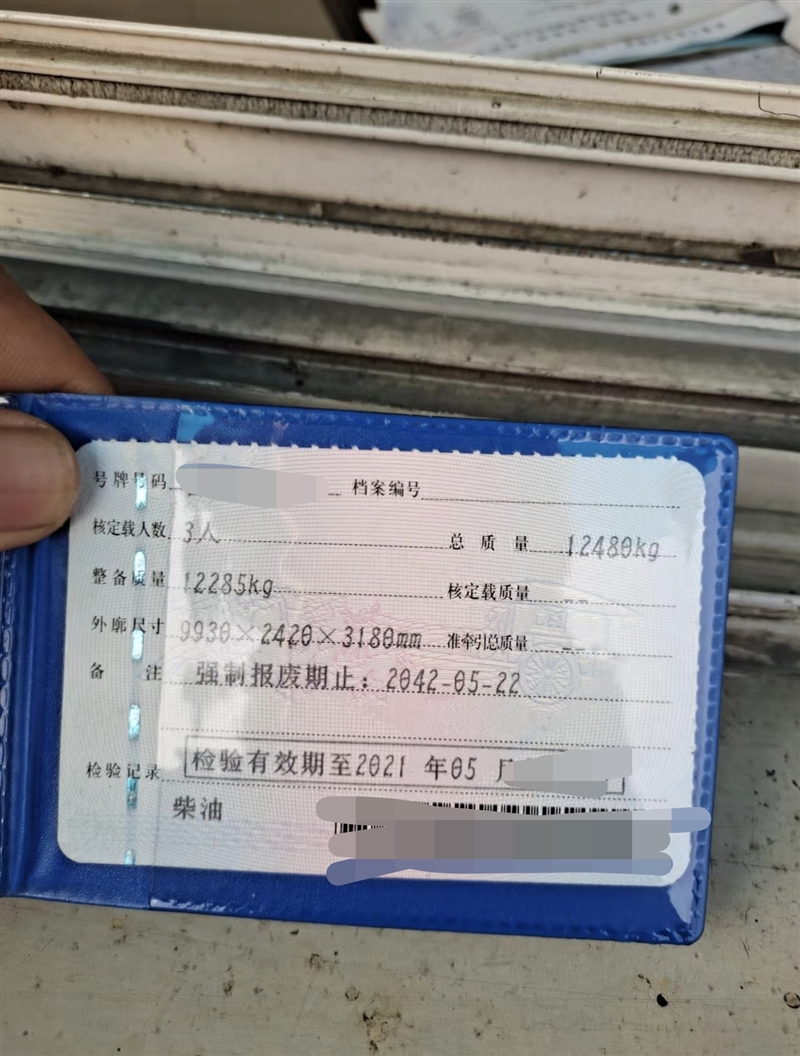 号牌号码 档案编号
核定载人数 3人 总质量 12480kg
整备质量 12285kg 核定载质量 --
外廓尺寸 9930×2420×3180mm 准牵引总质量 --
备注 强制报废期止：2042-05-22
检验记录 检验有效期至2021 年05 月
柴油